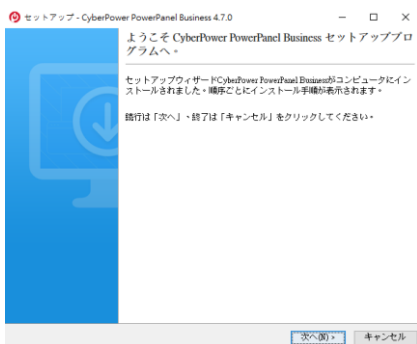 セットアップ - CyberPower PowerPanel Business 4.7.0
ようこそ CyberPower PowerPanel Business セットアッププロ
グラムへ。
セットアップウィザードCyberPower PowerPanel Businessがコンピュータにイン
ストールされました。順序ごとにインストール手順が表示されます。
続行は「次へ」、終了は「キャンセル」をクリックしてください。
次へ(N) >
キャンセル